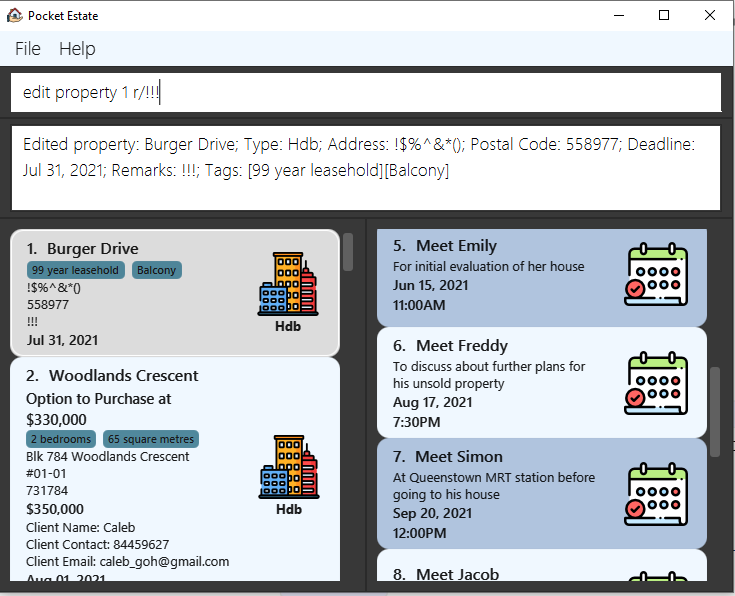 Pocket Estate
File Help
edit property 1 r/!!!
Edited property: Burger Drive; Type: Hdb; Address: !$%^&*(); Postal Code: 558977; Deadline:
Jul 31, 2021; Remarks: !!!; Tags: [99 year leasehold][Balcony]
1. Burger Drive
99 year leasehold Balcony
!$%^&*()
558977
!!!
Jul 31, 2021
Hdb
2. Woodlands Crescent
Option to Purchase at
$330,000
2 bedrooms 65 square metres
Blk 784 Woodlands Crescent
#01-01
731784
$350,000
Client Name: Caleb
Client Contact: 84459627
Client Email: caleb_goh@gmail.com
Aug 01, 2021
Hdb
5. Meet Emily
For initial evaluation of her house
Jun 15, 2021
11:00AM
6. Meet Freddy
To discuss about further plans for
his unsold property
Aug 17, 2021
7:30PM
7. Meet Simon
At Queenstown MRT station before
going to his house
Sep 20, 2021
12:00PM
8. Meet Jacob